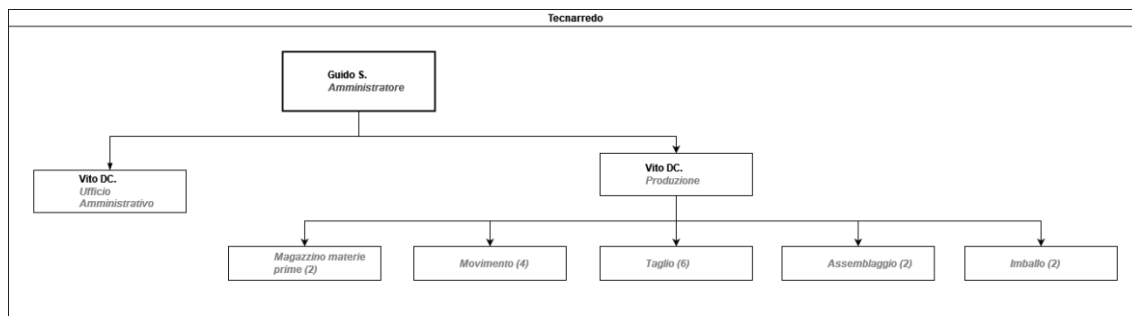 Tecnarredo
Guido S.
Amministratore
Vito DC.
Ufficio
Amministrativo
Vito DC.
Produzione
Magazzino materie
prime (2)
Movimento (4)
Taglio (6)
Assemblaggio (2)
Imballo (2)